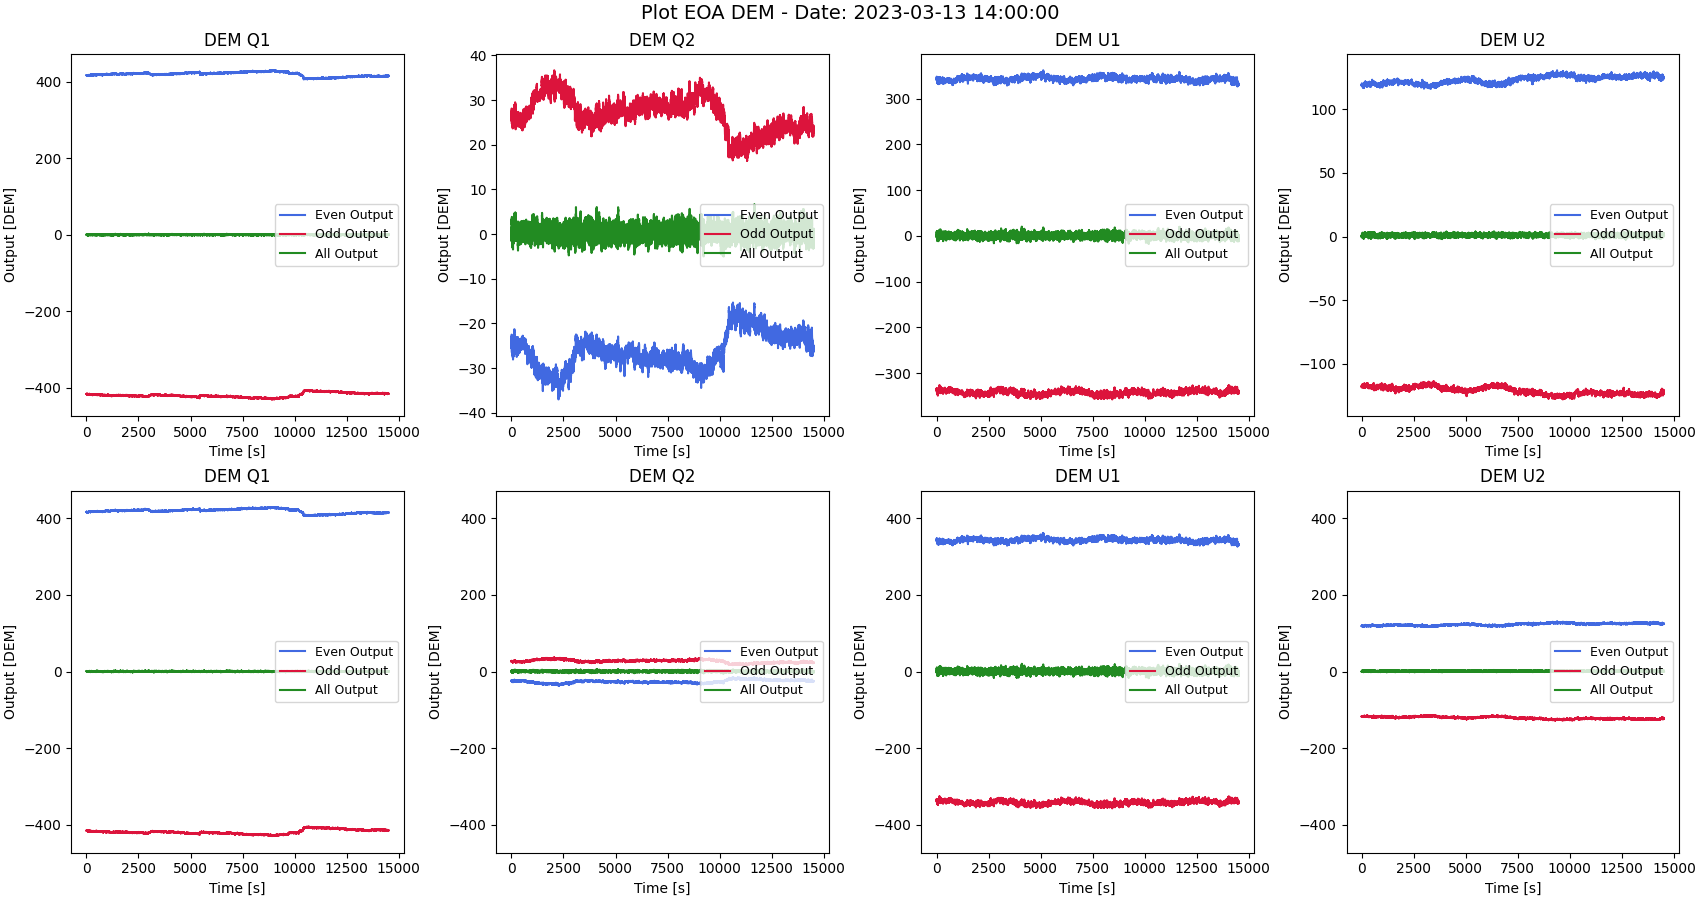 Plot EOA DEM - Date: 2023-03-13 14:00:00
DEM Q1
Output [DEM]
400
200
0
−200
−400
Even Output
Odd Output
All Output
0 2500 5000 7500 10000 12500 15000
Time [s]
DEM Q2
Output [DEM]
40
30
20
10
0
−10
−20
−30
−40
Even Output
Odd Output
All Output
0 2500 5000 7500 10000 12500 15000
Time [s]
DEM U1
Output [DEM]
300
200
100
0
−100
−200
−300
Even Output
Odd Output
All Output
0 2500 5000 7500 10000 12500 15000
Time [s]
DEM U2
Output [DEM]
100
50
0
−50
−100
Even Output
Odd Output
All Output
0 2500 5000 7500 10000 12500 15000
Time [s]
DEM Q1
Output [DEM]
400
200
0
−200
−400
Even Output
Odd Output
All Output
0 2500 5000 7500 10000 12500 15000
Time [s]
DEM Q2
Output [DEM]
400
200
0
−200
−400
Even Output
Odd Output
All Output
0 2500 5000 7500 10000 12500 15000
Time [s]
DEM U1
Output [DEM]
400
200
0
−200
−400
Even Output
Odd Output
All Output
0 2500 5000 7500 10000 12500 15000
Time [s]
DEM U2
Output [DEM]
400
200
0
−200
−400
Even Output
Odd Output
All Output
0 2500 5000 7500 10000 12500 15000
Time [s]